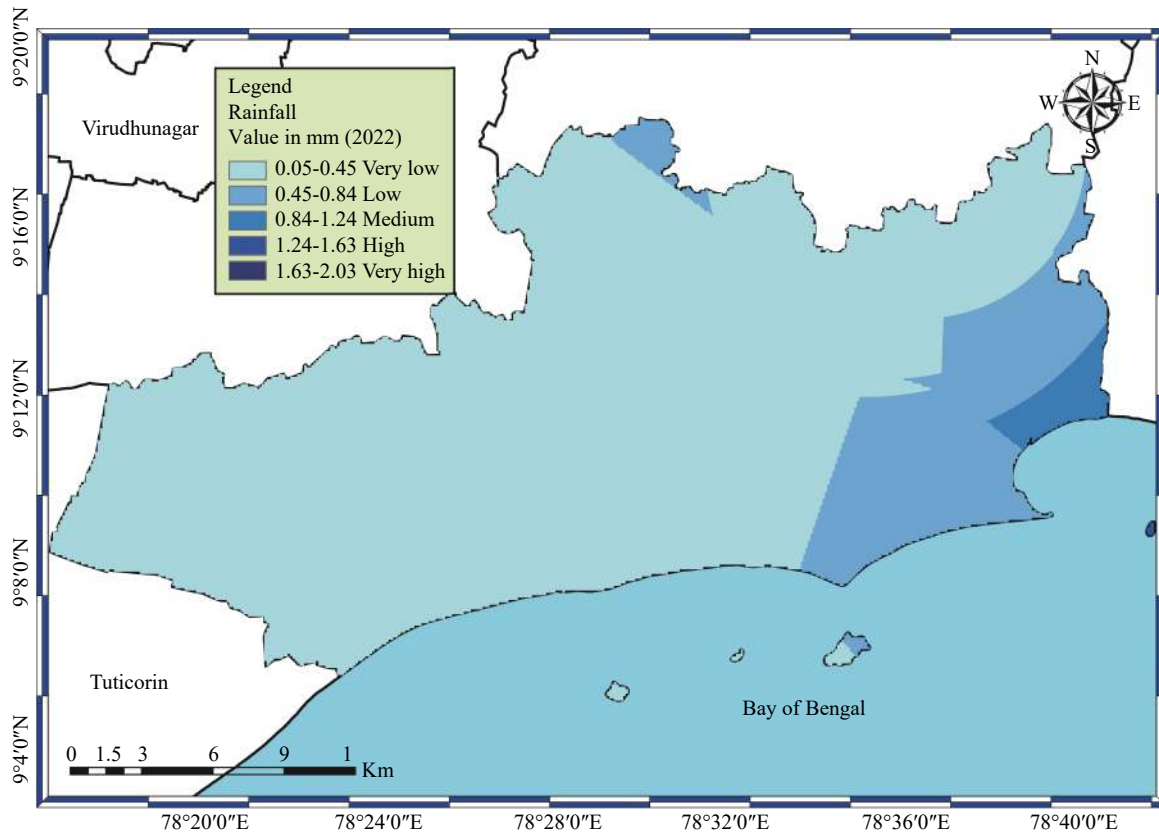 N
W E
S
Legend
Rainfall
Value in mm (2022)
0.05-0.45 Very low
0.45-0.84 Low
0.84-1.24 Medium
1.24-1.63 High
1.63-2.03 Very high
Virudhunagar
Tuticorin
Bay of Bengal
0 1.5 3 6 9 1
Km
9°20′0″N
9°16′0″N
9°12′0″N
9°8′0″N
9°4′0″N
78°20′0″E 78°24′0″E 78°28′0″E 78°32′0″E 78°36′0″E 78°40′0″E